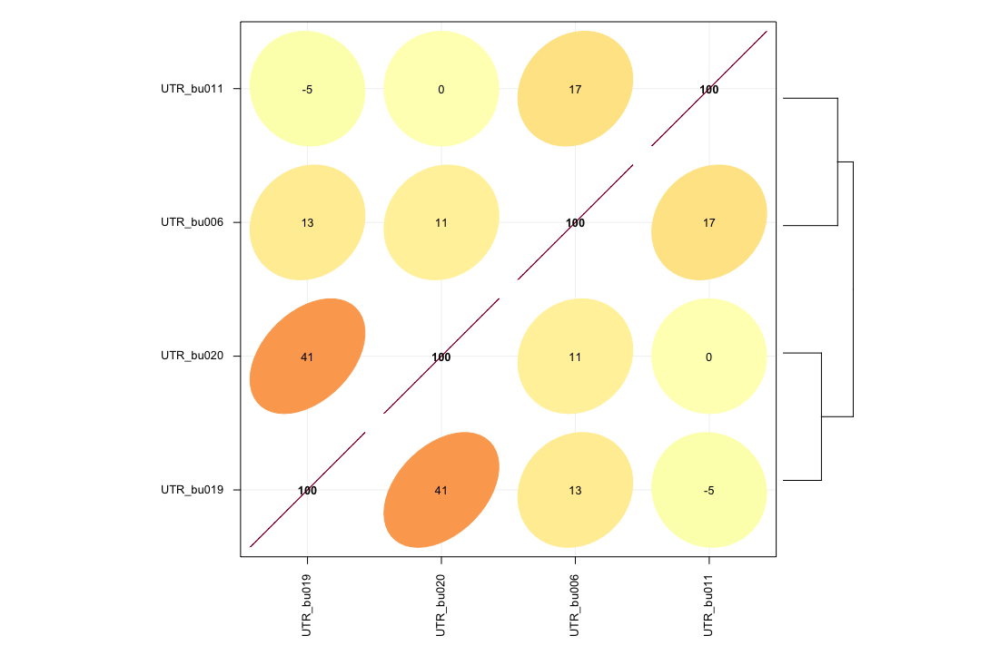 UTR_bu011 -5 0 17 100
UTR_bu006 13 11 100 17
UTR_bu020 41 100 11 0
UTR_bu019 100 41 13 -5
UTR_bu019 UTR_bu020 UTR_bu006 UTR_bu011